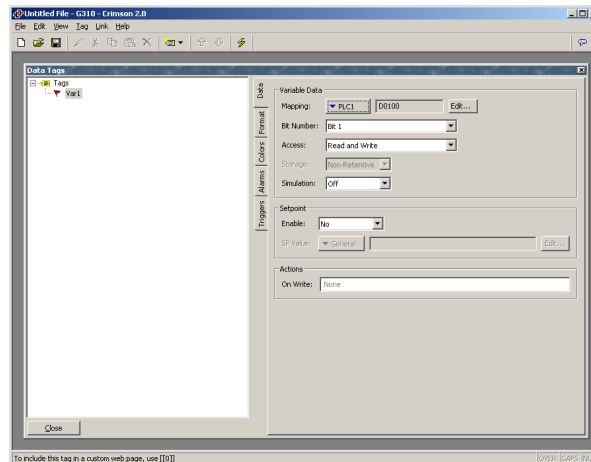 Untitled File - G310 - Crimson 2.0
File Edit View Tag Link Help
Data Tags
Tags
Var1
Data
Format
Colors
Alarms
Triggers
Variable Data
Mapping: PLC1 D0100 Edit...
Bit Number: Bit 1
Access: Read and Write
Storage: Non-Retentive
Simulation: Off
Setpoint
Enable: No
SP Value: General Edit...
Actions
On Write: None
Close
To include this tag in a custom web page, use [[0]] OVER CAPS NU